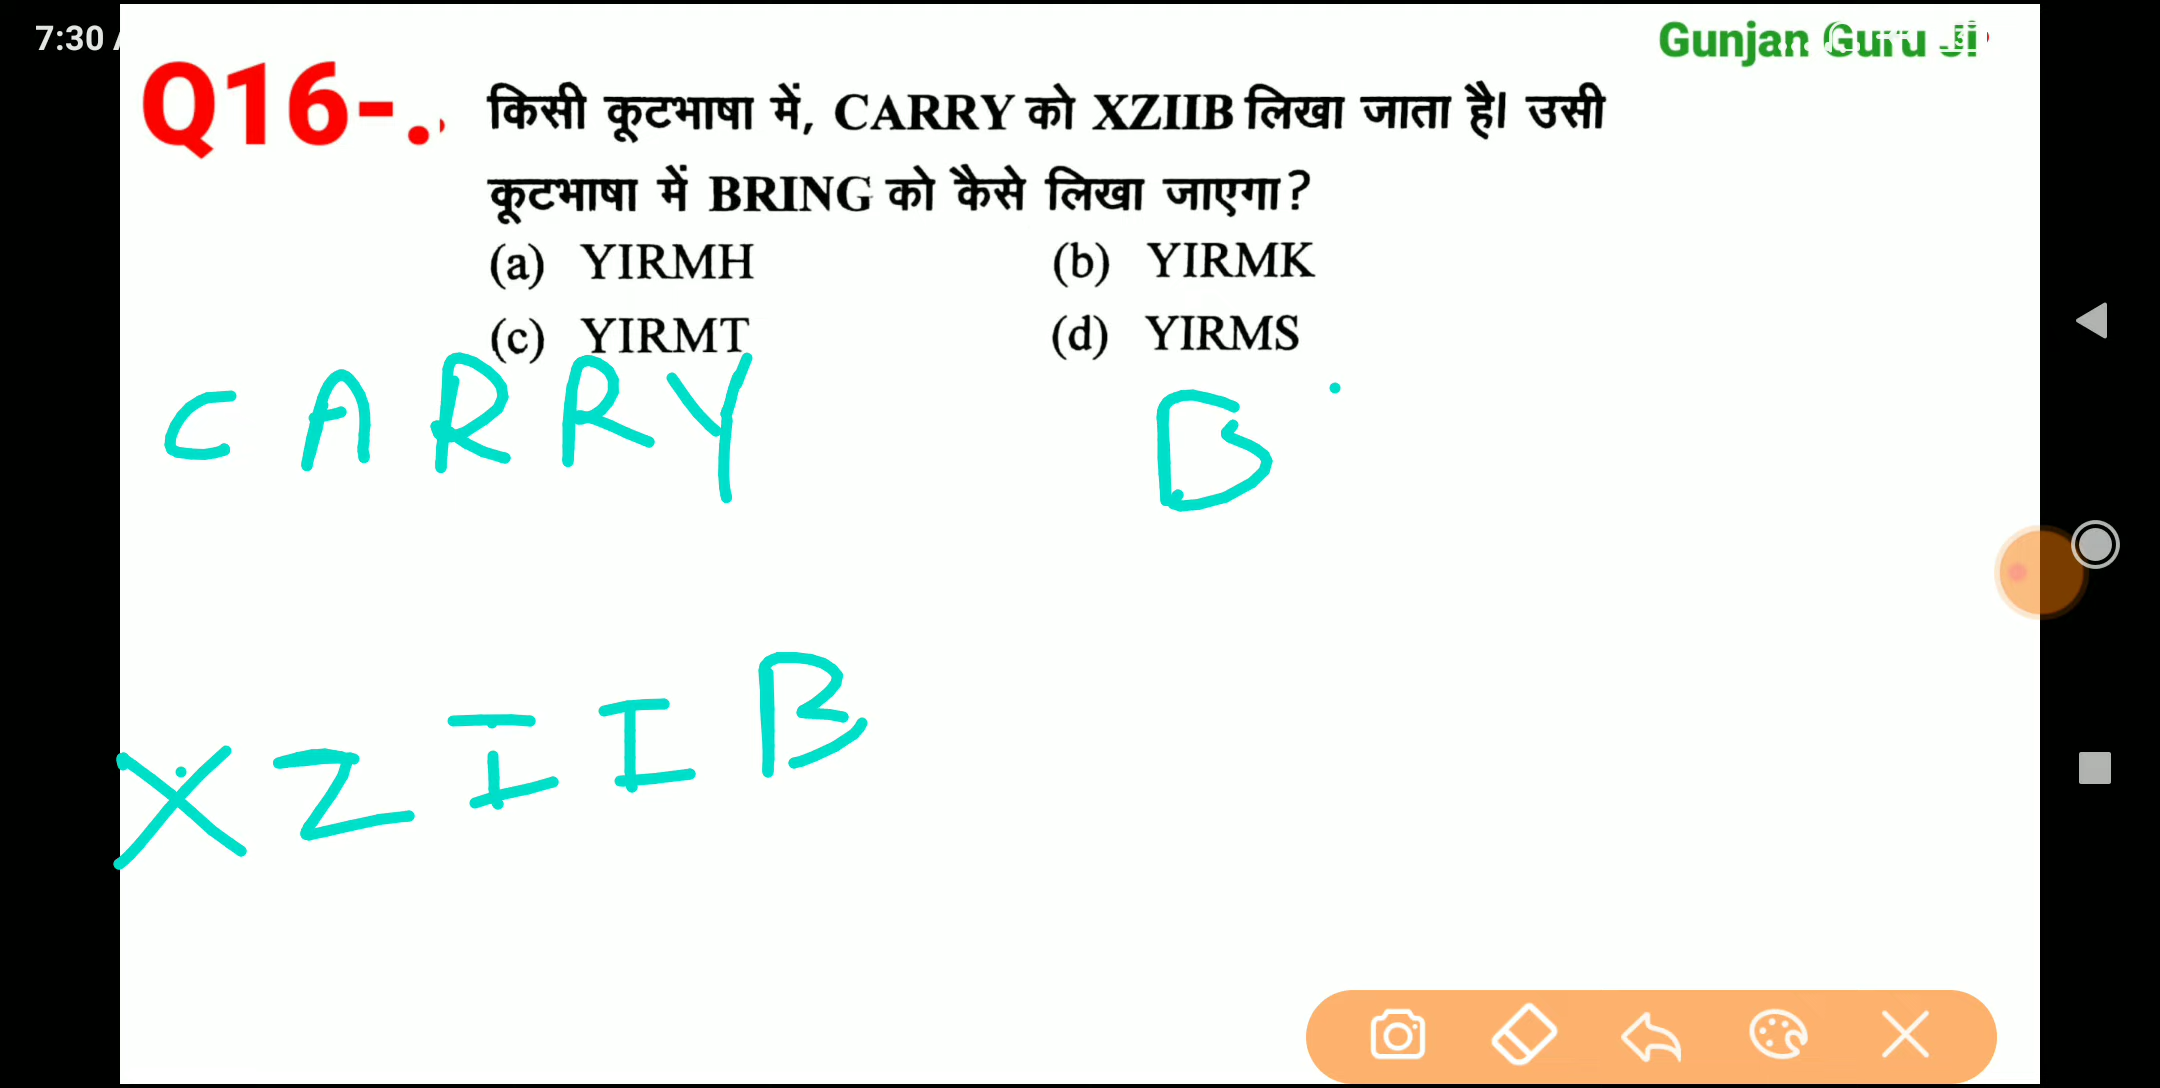 7:30
Gunjan Guru Ji
Q16-. किसी कूटभाषा में, CARRY को XZIIB लिखा जाता है। उसी
कूटभाषा में BRING को कैसे लिखा जाएगा?
(a) YIRMH (b) YIRMK
(c) YIRMT (d) YIRMS
CARRY B
XZIIB